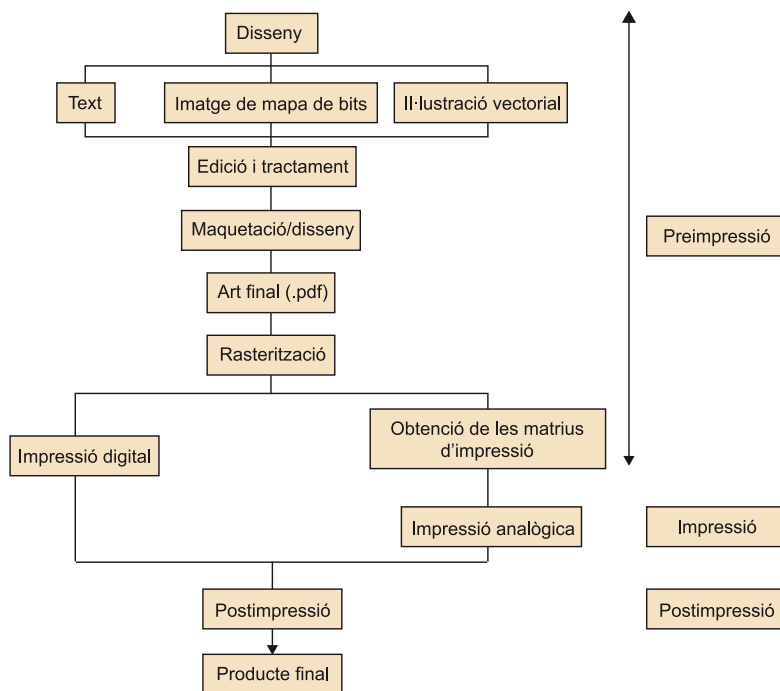 Disseny
Text
Imatge de mapa de bits
Il·lustració vectorial
Edició i tractament
Maquetació/disseny
Preimpressió
Art final (.pdf)
Rasterització
Impressió digital
Obtenció de les matrius
d’impressió
Impressió analògica
Impressió
Postimpressió
Postimpressió
Producte final